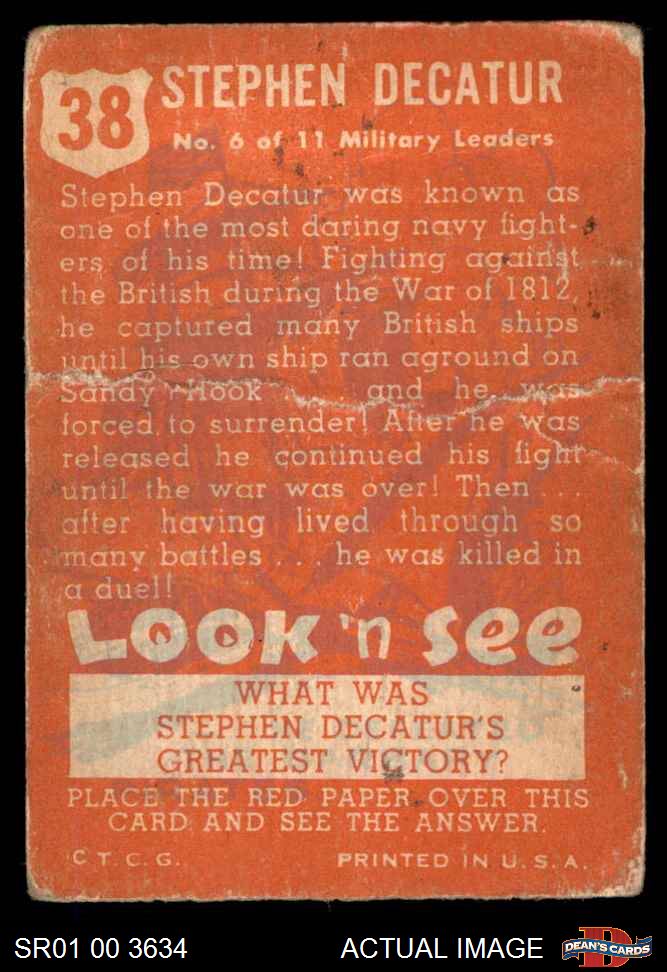 38
STEPHEN DECATUR
No. 6 of 11 Military Leaders
Stephen Decatur was known as
one of the most daring navy fight-
ers of his time! Fighting against
the British during the War of 1812,
he captured many British ships
until his own ship ran aground on
Sandy Hook . . . and he was
forced to surrender! After he was
released he continued his fight
until the war was over! Then . . .
after having lived through so
many battles . . . he was killed in
a duel!
LOOK 'n SEE
WHAT WAS
STEPHEN DECATUR'S
GREATEST VICTORY?
PLACE THE RED PAPER OVER THIS
CARD AND SEE THE ANSWER.
© T. C. G. PRINTED IN U. S. A.
SR01 00 3634 ACTUAL IMAGE D DEAN'S CARDS